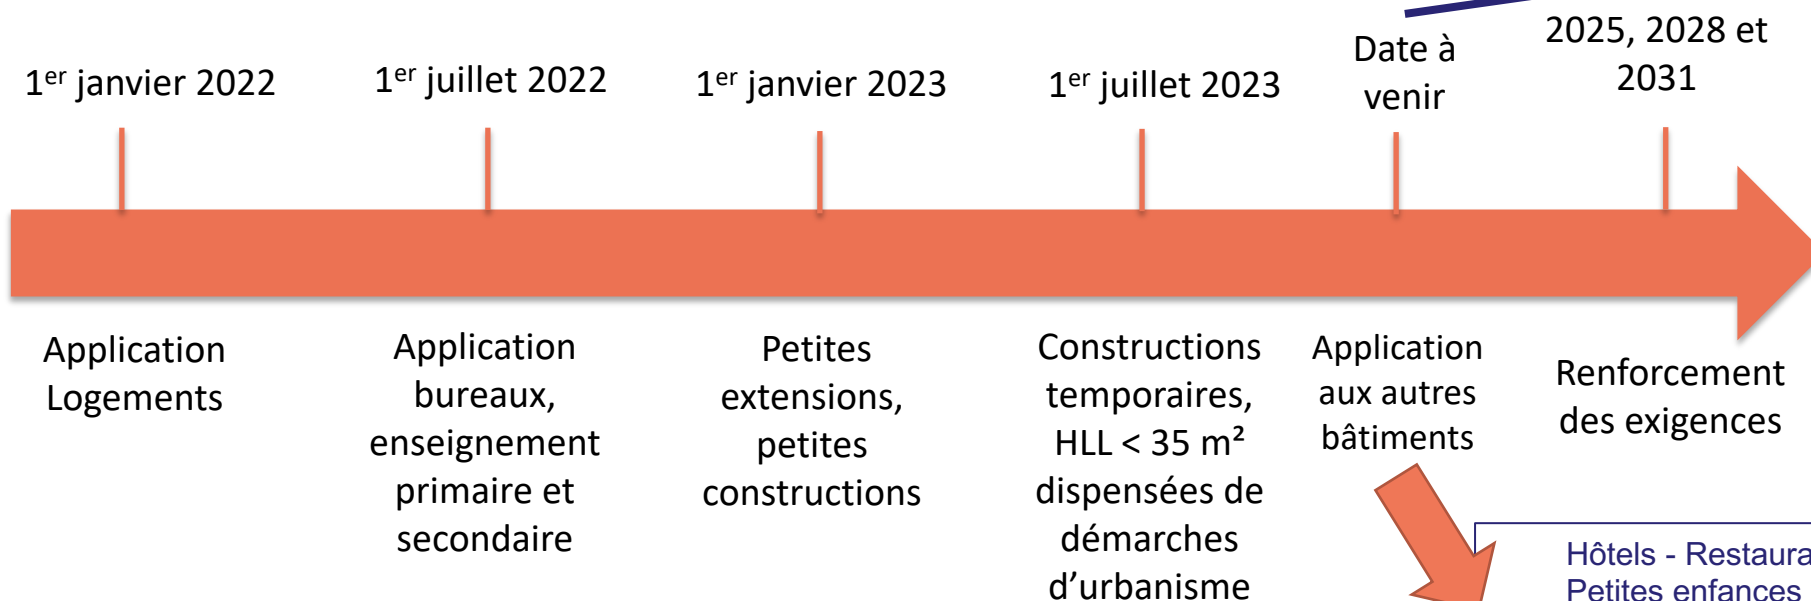 1er janvier 2022
1er juillet 2022
1er janvier 2023
1er juillet 2023
Date à
venir
2025, 2028 et
2031
Application
Logements
Application
bureaux,
enseignement
primaire et
secondaire
Petites
extensions,
petites
constructions
Constructions
temporaires,
HLL < 35 m²
dispensées de
démarches
d’urbanisme
Application
aux autres
bâtiments
Renforcement
des exigences
Hôtels - Restaura
Petites enfances